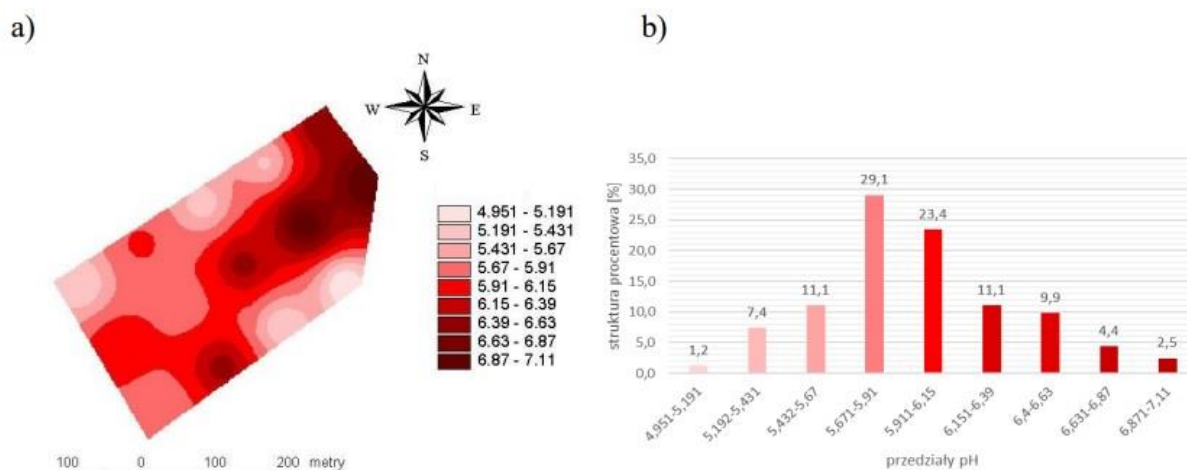 a)
N
W E
S
4.951 - 5.191
5.191 - 5.431
5.431 - 5.67
5.67 - 5.91
5.91 - 6.15
6.15 - 6.39
6.39 - 6.63
6.63 - 6.87
6.87 - 7.11
100 0 100 200 metry
b)
struktura procentowa [%]
35,0
30,0
25,0
20,0
15,0
10,0
5,0
0,0
1,2
7,4
11,1
29,1
23,4
11,1
9,9
4,4
2,5
4,951-5,191
5,192-5,431
5,432-5,67
5,671-5,91
5,911-6,15
6,151-6,39
6,4-6,63
6,631-6,87
6,871-7,11
przedziały pH